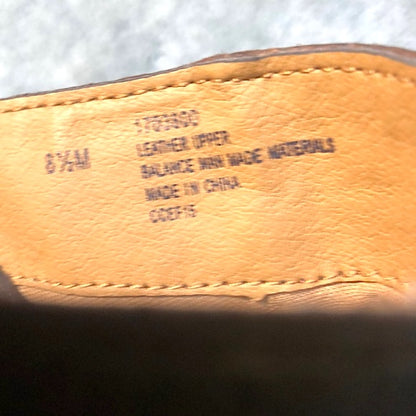 8½M
LEATHER UPPER
BALANCE MAN MADE MATERIALS
MADE IN CHINA